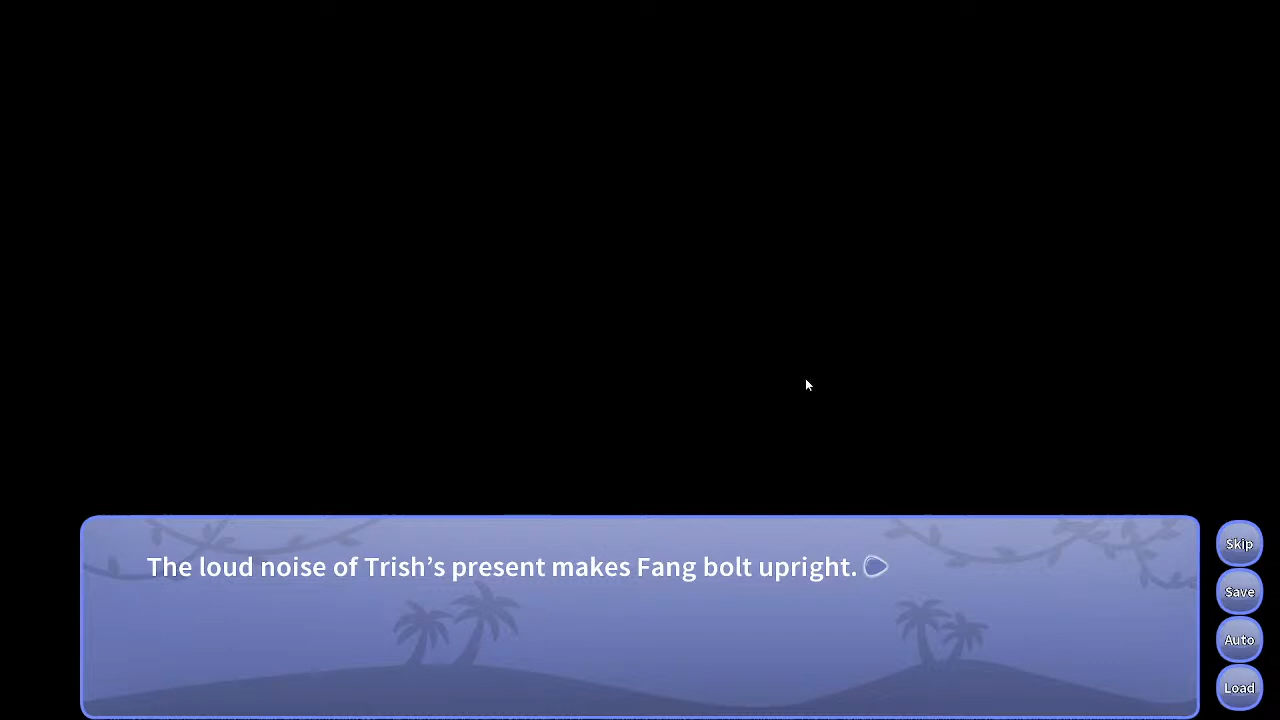 The loud noise of Trish’s present makes Fang bolt upright.
Skip
Save
Auto
Load